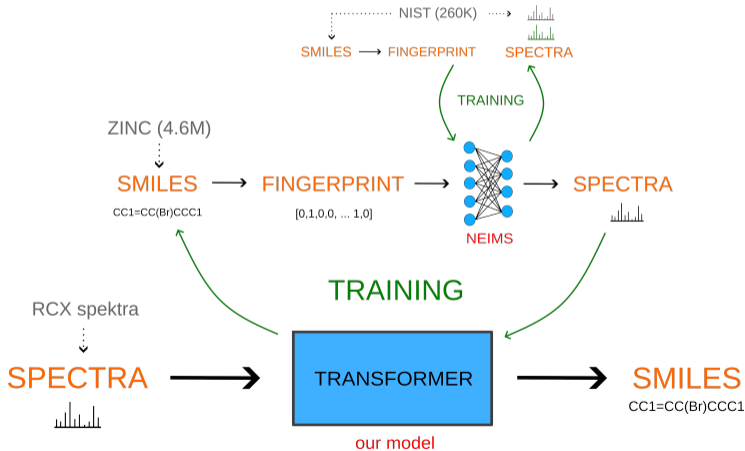 NIST (260K)
SMILES FINGERPRINT SPECTRA
TRAINING
ZINC (4.6M)
SMILES FINGERPRINT SPECTRA
CC1=CC(Br)CCC1 [0,1,0,0, ... 1,0]
NEIMS
TRAINING
RCX spektra
SPECTRA TRANSFORMER SMILES
CC1=CC(Br)CCC1
our model